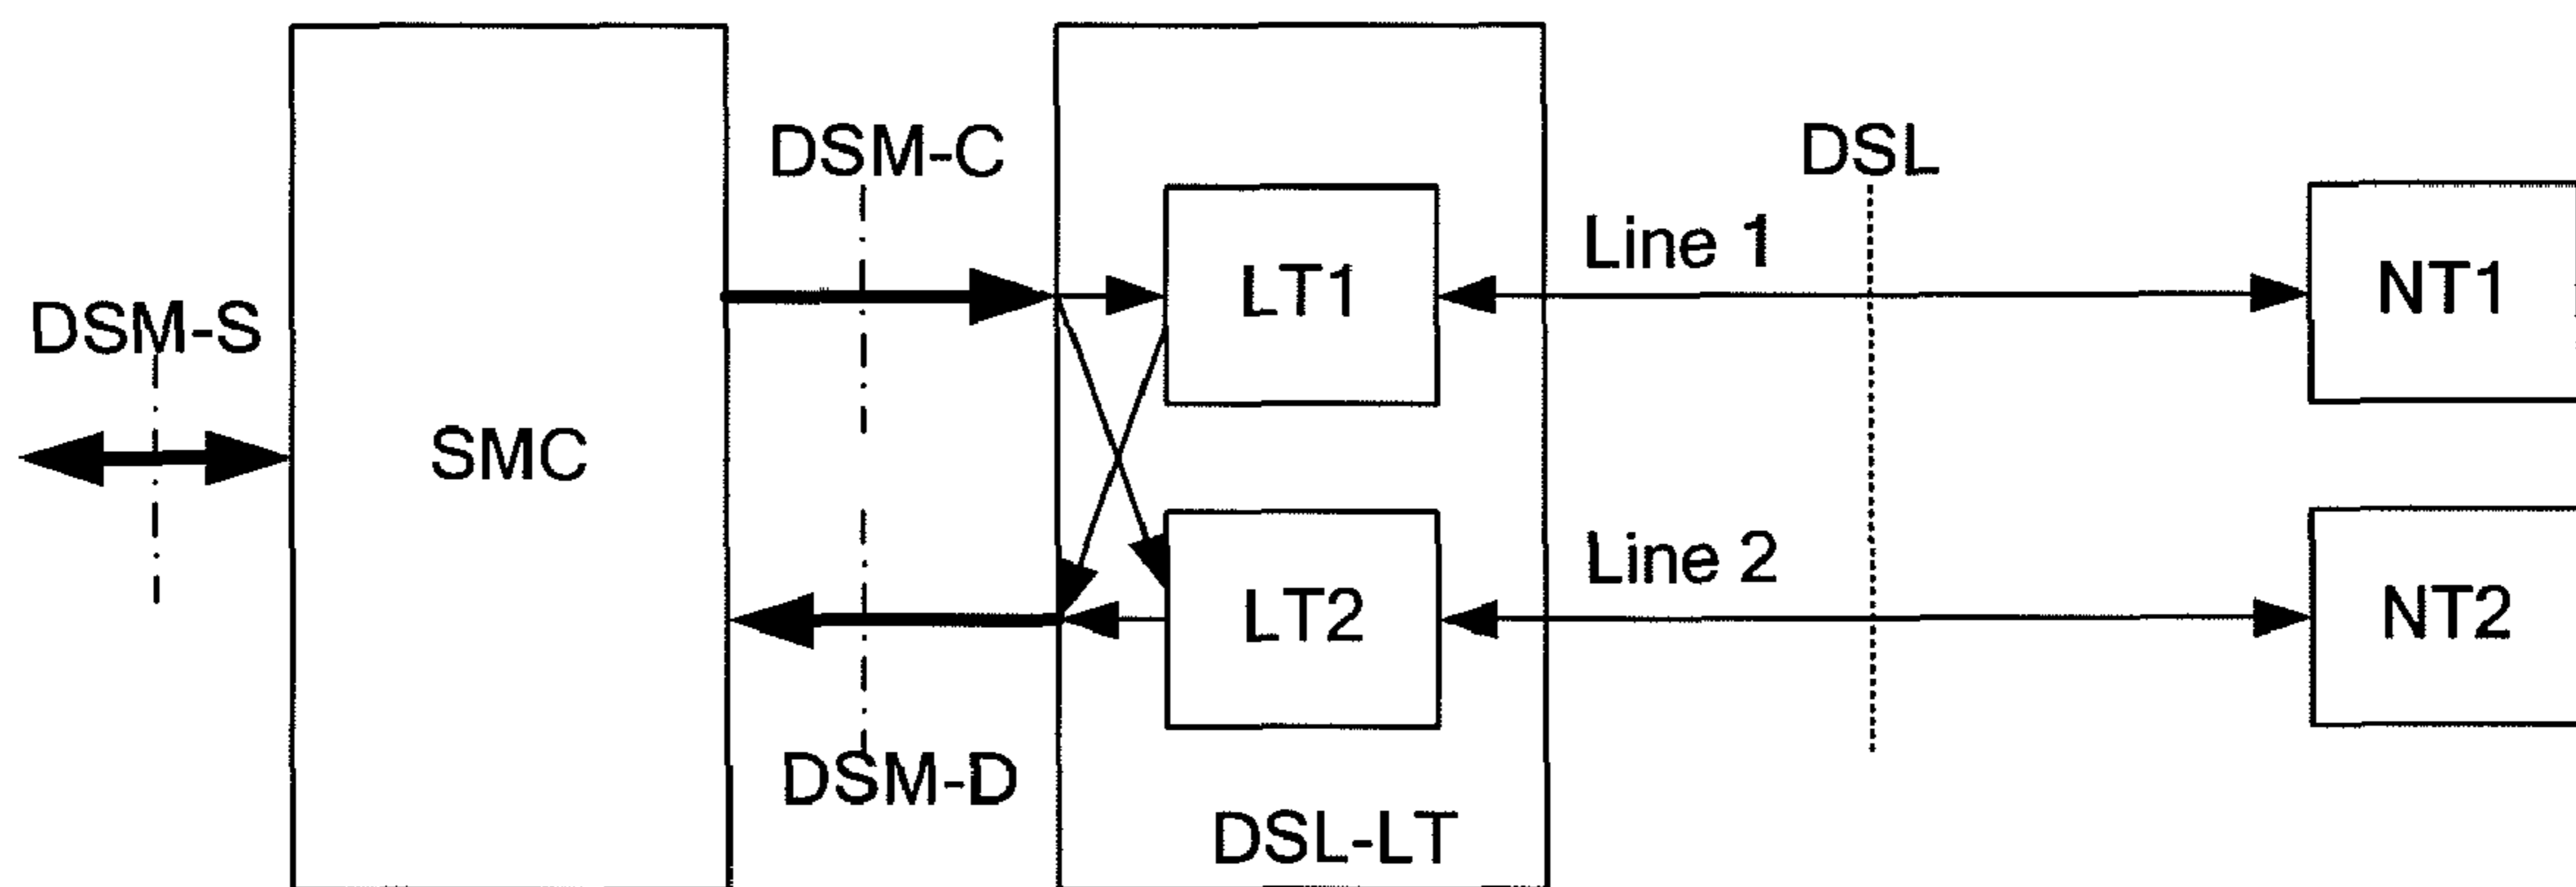 DSM-S
SMC
DSM-C
DSM-D
LT1
LT2
DSL-LT
DSL
Line 1
Line 2
NT1
NT2